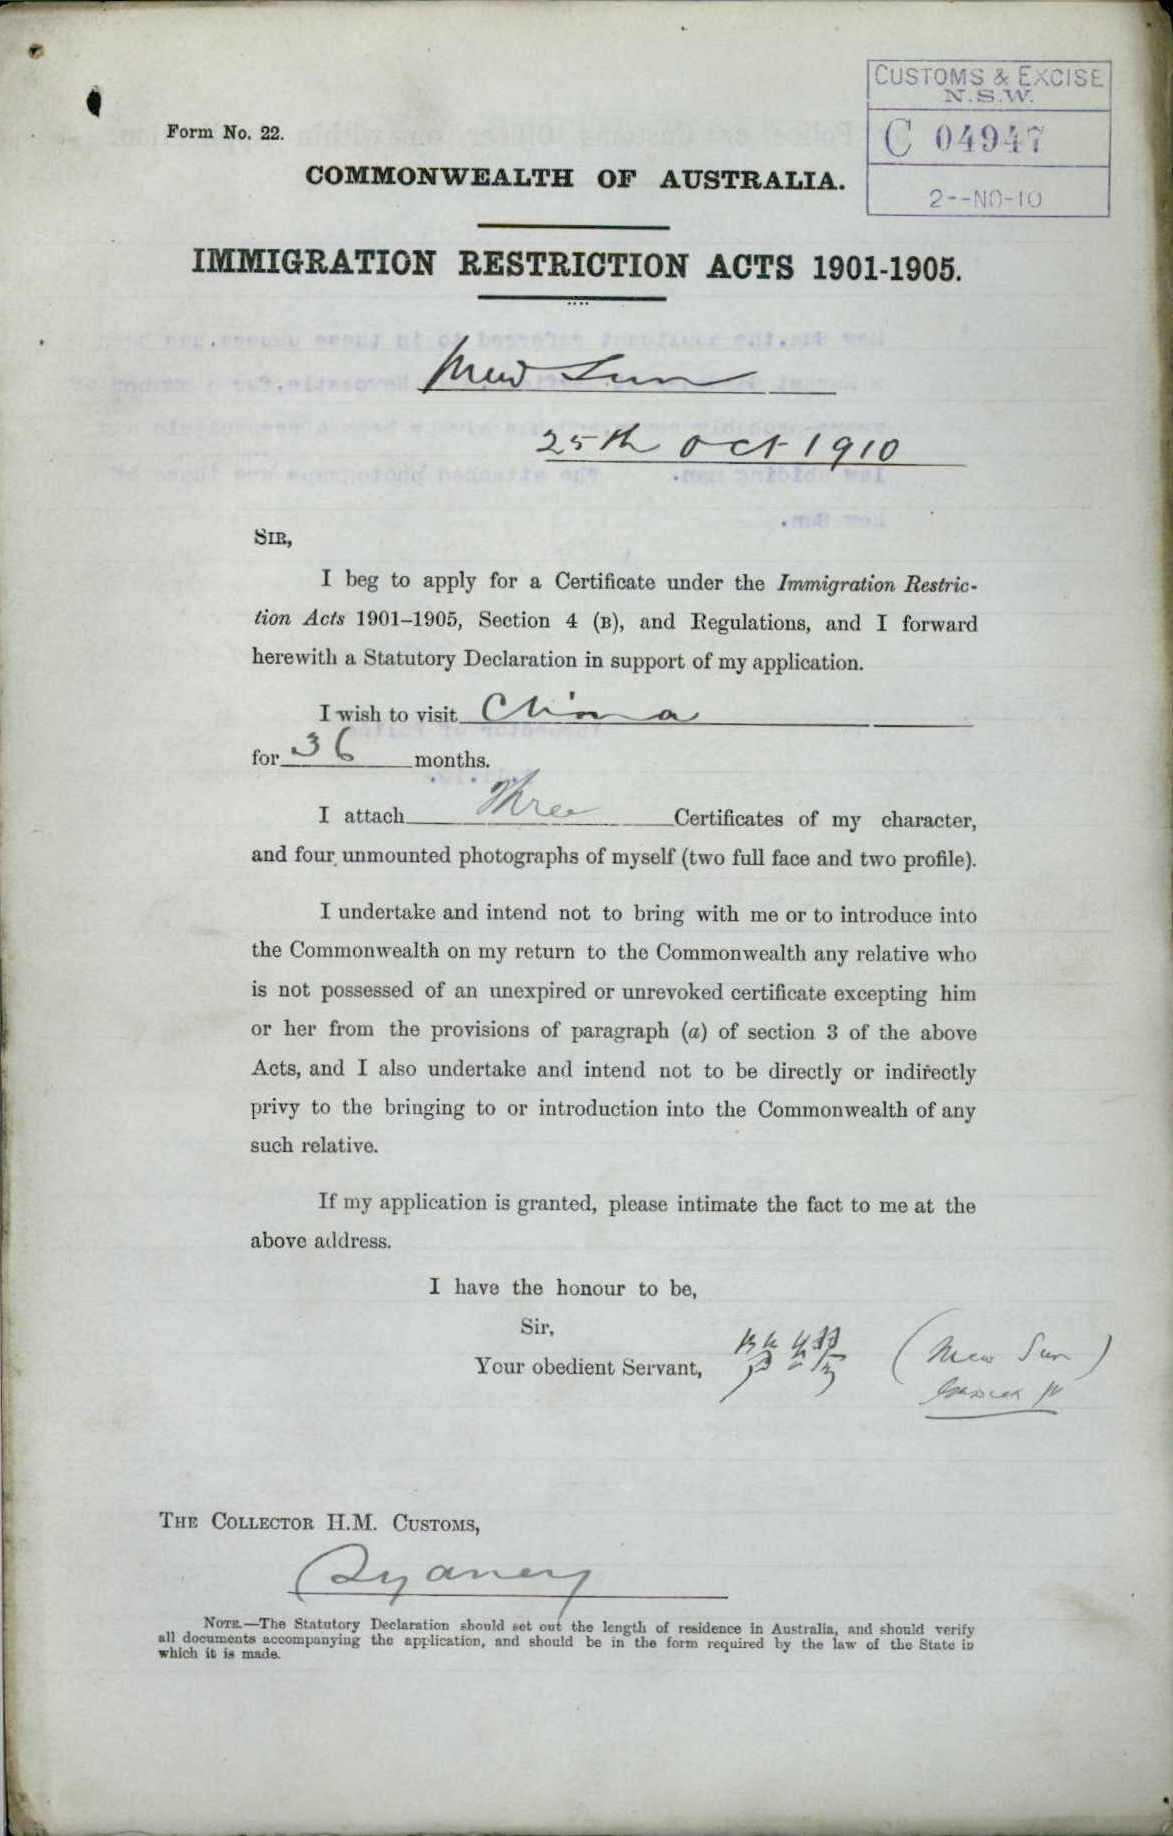 CUSTOMS & EXCISE
N.S.W.
C 04947
2--NO-10
Form No. 22.
COMMONWEALTH OF AUSTRALIA.
IMMIGRATION RESTRICTION ACTS 1901-1905.
Mew Sun
25th Oct 1910
SIR,
I beg to apply for a Certificate under the Immigration Restric-
tion Acts 1901–1905, Section 4 (B), and Regulations, and I forward
herewith a Statutory Declaration in support of my application.
I wish to visit China
for 36 months.
I attach Three Certificates of my character,
and four unmounted photographs of myself (two full face and two profile).
I undertake and intend not to bring with me or to introduce into
the Commonwealth on my return to the Commonwealth any relative who
is not possessed of an unexpired or unrevoked certificate excepting him
or her from the provisions of paragraph (a) of section 3 of the above
Acts, and I also undertake and intend not to be directly or indirectly
privy to the bringing to or introduction into the Commonwealth of any
such relative.
If my application is granted, please intimate the fact to me at the
above address.
I have the honour to be,
Sir,
Your obedient Servant, (Mew Sun)
THE COLLECTOR H.M. CUSTOMS,
Sydney
NOTE.—The Statutory Declaration should set out the length of residence in Australia, and should verify
all documents accompanying the application, and should be in the form required by the law of the State in
which it is made.